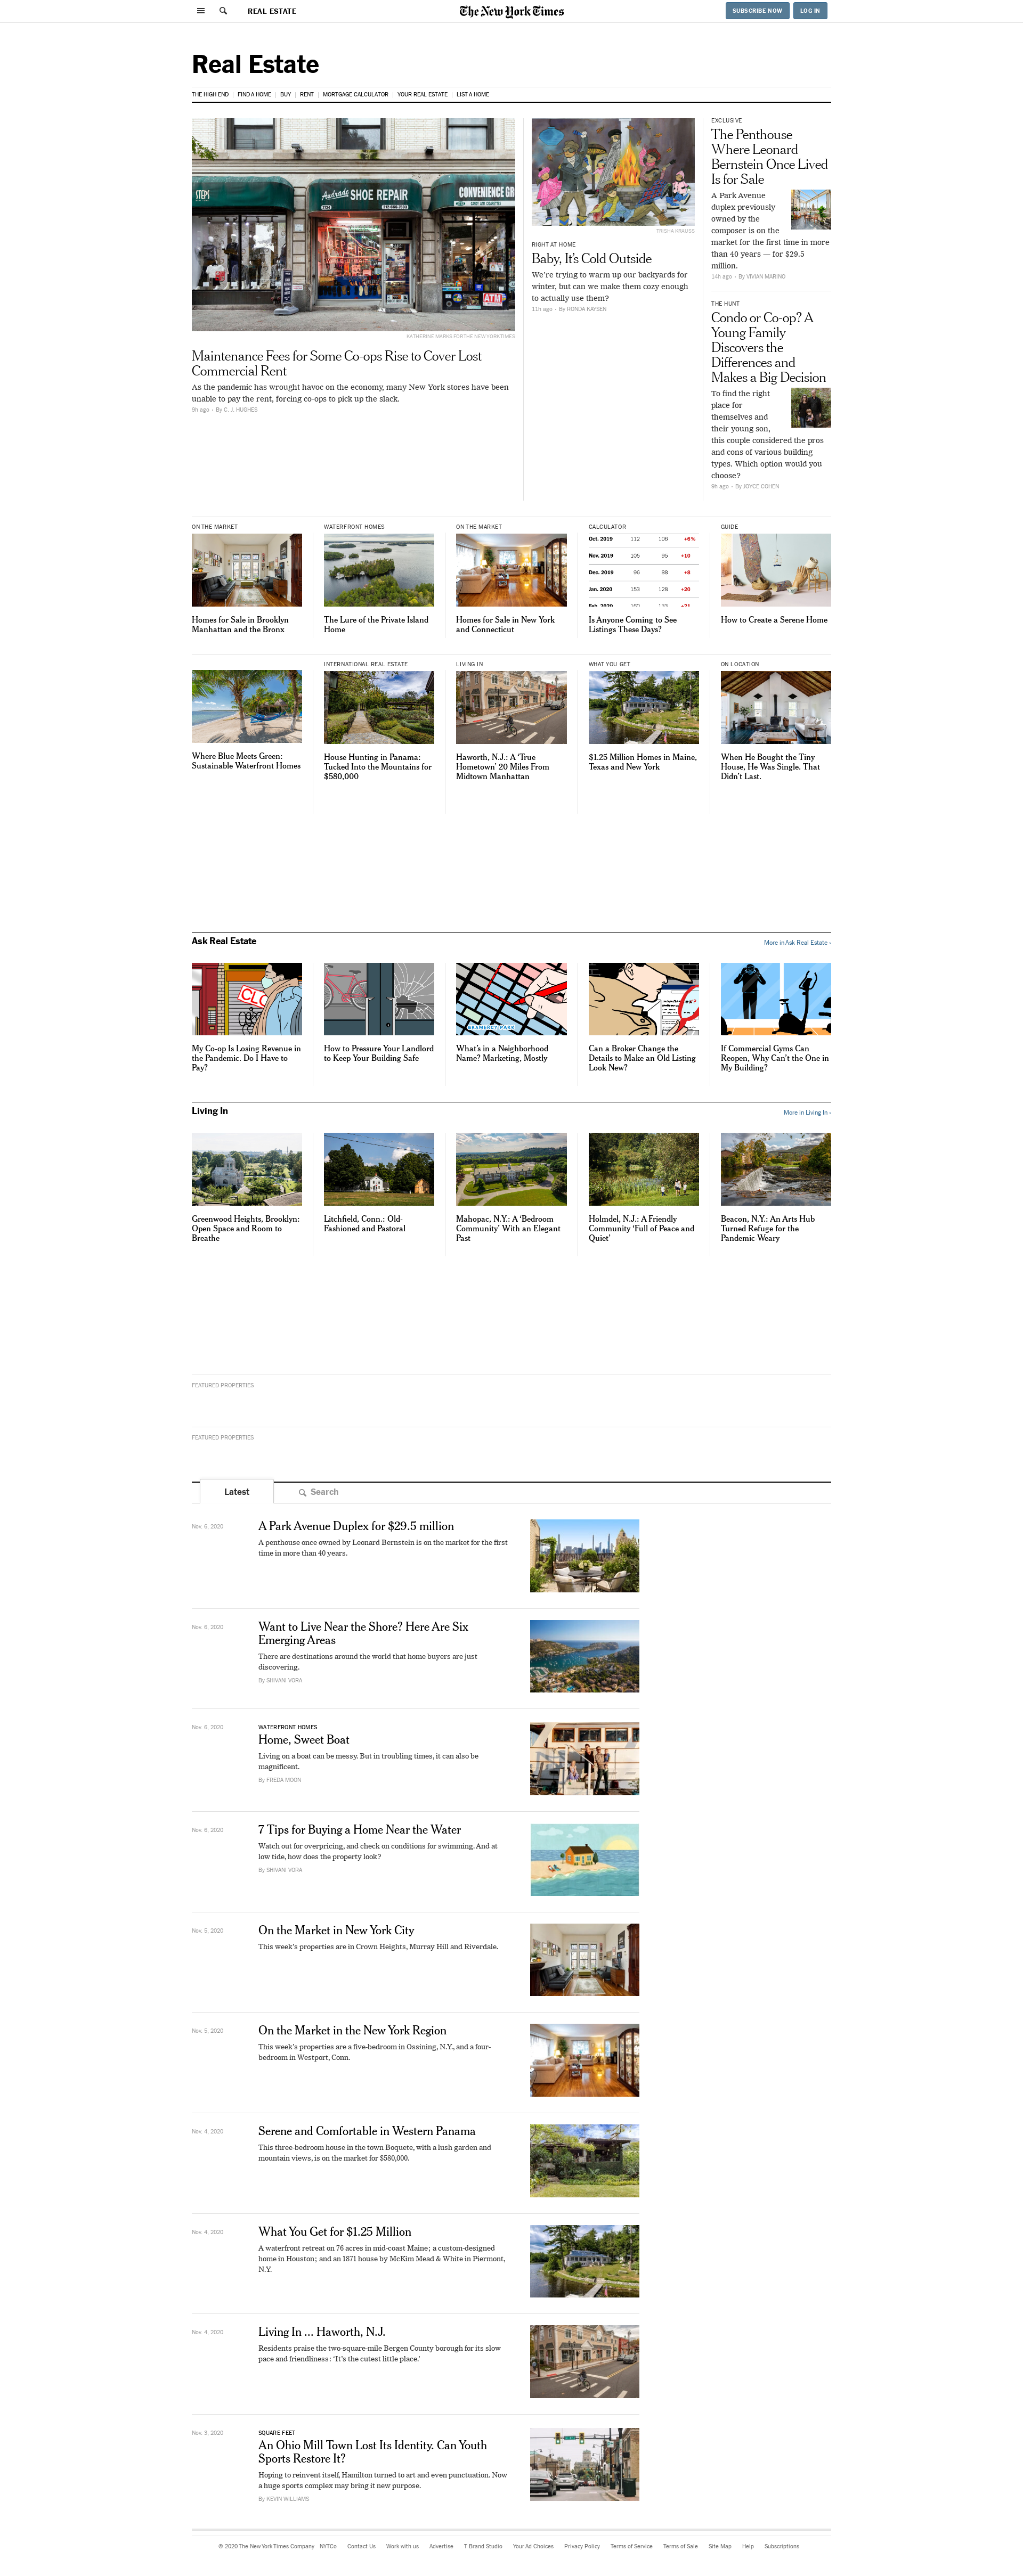 REAL ESTATE
The New York Times
SUBSCRIBE NOW
LOG IN
Real Estate
THE HIGH END | FIND A HOME | BUY | RENT | MORTGAGE CALCULATOR | YOUR REAL ESTATE | LIST A HOME
STEPS
Andrade SHOE REPAIR
CONVENIENCE
REPAIR
ATM
KATHERINE MARKS FOR THE NEW YORK TIMES
Maintenance Fees for Some Co-ops Rise to Cover Lost
Commercial Rent
As the pandemic has wrought havoc on the economy, many New York stores have been
unable to pay the rent, forcing co-ops to pick up the slack.
9h ago • By C. J. HUGHES
TRISHA KRAUSS
RIGHT AT HOME
Baby, It’s Cold Outside
We’re trying to warm up our backyards for
winter, but can we make them cozy enough
to actually use them?
11h ago • By RONDA KAYSEN
EXCLUSIVE
The Penthouse
Where Leonard
Bernstein Once Lived
Is for Sale
A Park Avenue
duplex previously
owned by the
composer is on the
market for the first time in more
than 40 years — for $29.5
million.
14h ago • By VIVIAN MARINO
THE HUNT
Condo or Co-op? A
Young Family
Discovers the
Differences and
Makes a Big Decision
To find the right
place for
themselves and
their young son,
this couple considered the pros
and cons of various building
types. Which option would you
choose?
9h ago • By JOYCE COHEN
ON THE MARKET
Homes for Sale in Brooklyn
Manhattan and the Bronx
WATERFRONT HOMES
The Lure of the Private Island
Home
ON THE MARKET
Homes for Sale in New York
and Connecticut
CALCULATOR
Oct. 2019 112 106 +6%
Nov. 2019 105 95 +10
Dec. 2019 96 88 +8
Jan. 2020 153 128 +20
Feb. 2020 160 133 +21
Is Anyone Coming to See
Listings These Days?
GUIDE
How to Create a Serene Home
Where Blue Meets Green:
Sustainable Waterfront Homes
INTERNATIONAL REAL ESTATE
House Hunting in Panama:
Tucked Into the Mountains for
$580,000
LIVING IN
Haworth, N.J.: A ‘True
Hometown’ 20 Miles From
Midtown Manhattan
WHAT YOU GET
$1.25 Million Homes in Maine,
Texas and New York
ON LOCATION
When He Bought the Tiny
House, He Was Single. That
Didn’t Last.
Ask Real Estate
More in Ask Real Estate ›
CLO
My Co-op Is Losing Revenue in
the Pandemic. Do I Have to
Pay?
How to Pressure Your Landlord
to Keep Your Building Safe
GRAMERCY PARK
What’s in a Neighborhood
Name? Marketing, Mostly
Can a Broker Change the
Details to Make an Old Listing
Look New?
If Commercial Gyms Can
Reopen, Why Can’t the One in
My Building?
Living In
More in Living In ›
Greenwood Heights, Brooklyn:
Open Space and Room to
Breathe
Litchfield, Conn.: Old-
Fashioned and Pastoral
Mahopac, N.Y.: A ‘Bedroom
Community’ With an Elegant
Past
Holmdel, N.J.: A Friendly
Community ‘Full of Peace and
Quiet’
Beacon, N.Y.: An Arts Hub
Turned Refuge for the
Pandemic-Weary
FEATURED PROPERTIES
FEATURED PROPERTIES
Latest
Search
Nov. 6, 2020
A Park Avenue Duplex for $29.5 million
A penthouse once owned by Leonard Bernstein is on the market for the first
time in more than 40 years.
Nov. 6, 2020
Want to Live Near the Shore? Here Are Six
Emerging Areas
There are destinations around the world that home buyers are just
discovering.
By SHIVANI VORA
Nov. 6, 2020
WATERFRONT HOMES
Home, Sweet Boat
Living on a boat can be messy. But in troubling times, it can also be
magnificent.
By FREDA MOON
Nov. 6, 2020
7 Tips for Buying a Home Near the Water
Watch out for overpricing, and check on conditions for swimming. And at
low tide, how does the property look?
By SHIVANI VORA
Nov. 5, 2020
On the Market in New York City
This week’s properties are in Crown Heights, Murray Hill and Riverdale.
Nov. 5, 2020
On the Market in the New York Region
This week’s properties are a five-bedroom in Ossining, N.Y., and a four-
bedroom in Westport, Conn.
Nov. 4, 2020
Serene and Comfortable in Western Panama
This three-bedroom house in the town Boquete, with a lush garden and
mountain views, is on the market for $580,000.
Nov. 4, 2020
What You Get for $1.25 Million
A waterfront retreat on 76 acres in mid-coast Maine; a custom-designed
home in Houston; and an 1871 house by McKim Mead & White in Piermont,
N.Y.
Nov. 4, 2020
Living In ... Haworth, N.J.
Residents praise the two-square-mile Bergen County borough for its slow
pace and friendliness: ‘It’s the cutest little place.’
Nov. 3, 2020
SQUARE FEET
An Ohio Mill Town Lost Its Identity. Can Youth
Sports Restore It?
Hoping to reinvent itself, Hamilton turned to art and even punctuation. Now
a huge sports complex may bring it new purpose.
By KEVIN WILLIAMS
© 2020 The New York Times Company NYTCo Contact Us Work with us Advertise T Brand Studio Your Ad Choices Privacy Policy Terms of Service Terms of Sale Site Map Help Subscriptions